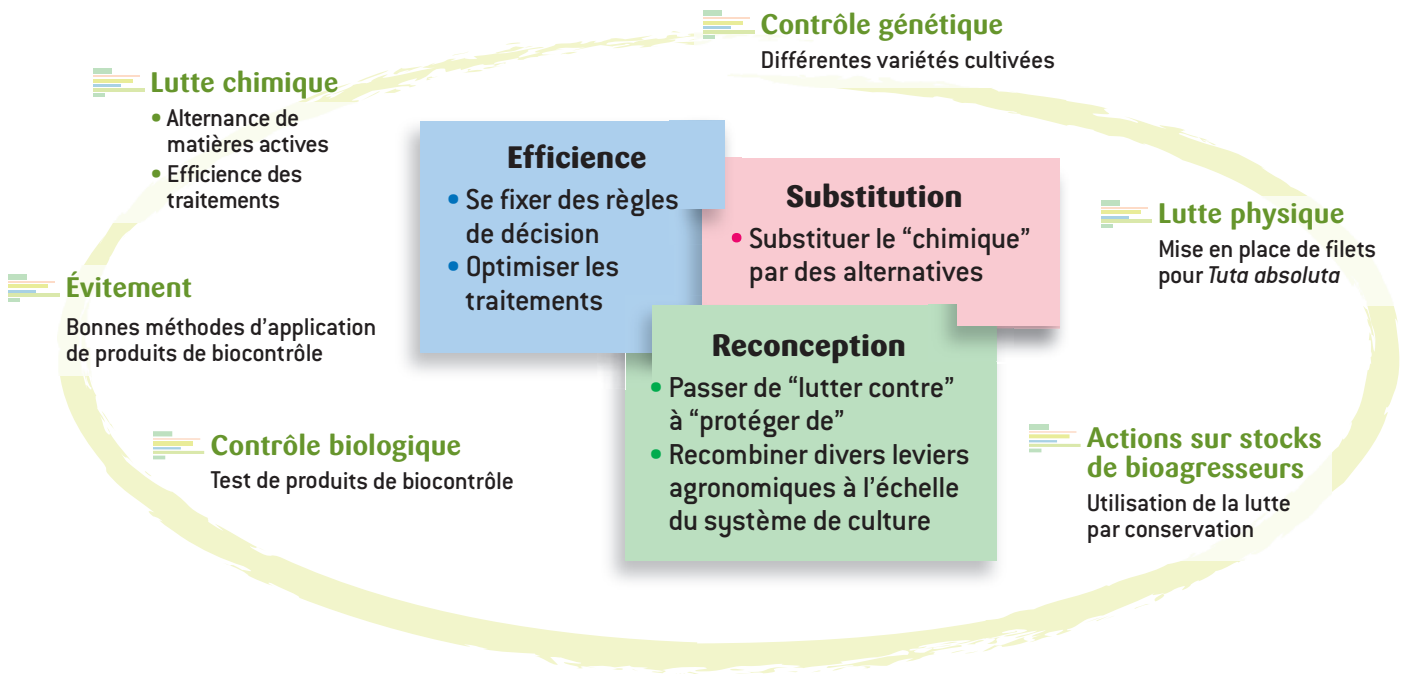 Contrôle génétique
Différentes variétés cultivées
Lutte chimique
• Alternance de
matières actives
• Efficience des
traitements
Efficience
• Se fixer des règles
de décision
• Optimiser les
traitements
Substitution
• Substituer le “chimique”
par des alternatives
Lutte physique
Mise en place de filets
pour Tuta absoluta
Évitement
Bonnes méthodes d’application
de produits de biocontrôle
Reconception
• Passer de “lutter contre”
à “protéger de”
• Recombiner divers leviers
agronomiques à l’échelle
du système de culture
Contrôle biologique
Test de produits de biocontrôle
Actions sur stocks
de bioagresseurs
Utilisation de la lutte
par conservation